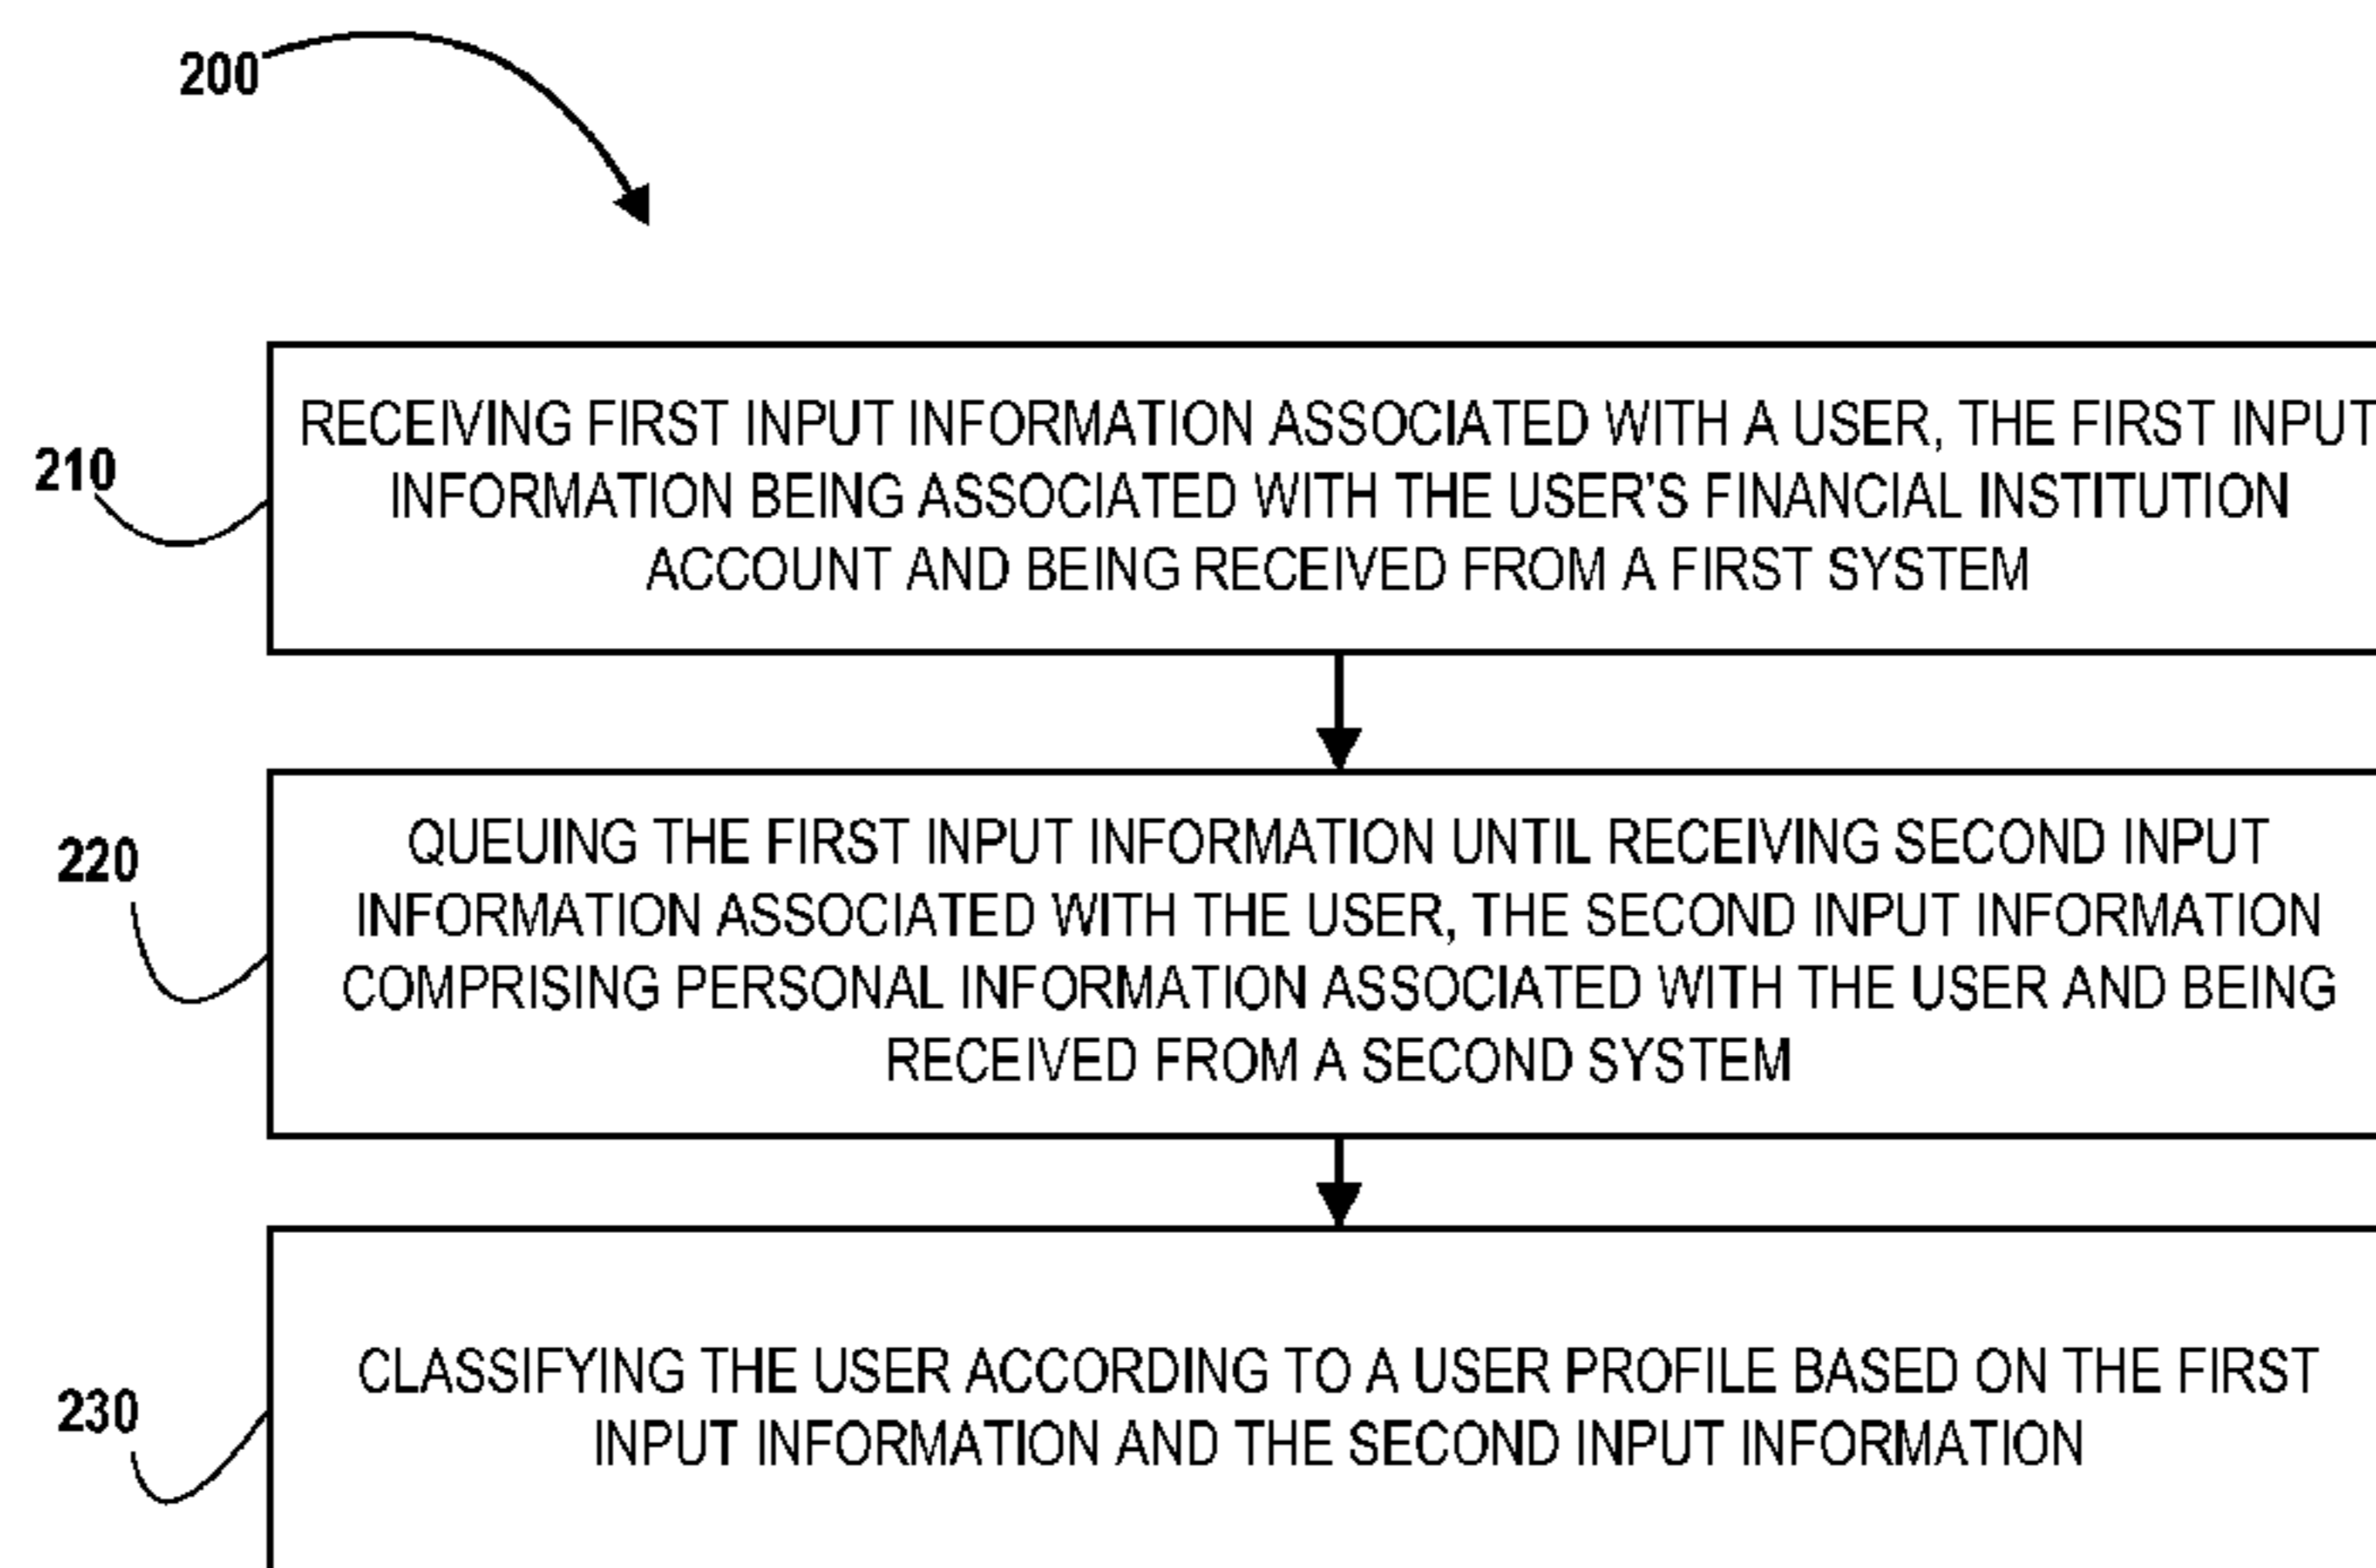 200
210
RECEIVING FIRST INPUT INFORMATION ASSOCIATED WITH A USER, THE FIRST INPUT
INFORMATION BEING ASSOCIATED WITH THE USER'S FINANCIAL INSTITUTION
ACCOUNT AND BEING RECEIVED FROM A FIRST SYSTEM
220
QUEUING THE FIRST INPUT INFORMATION UNTIL RECEIVING SECOND INPUT
INFORMATION ASSOCIATED WITH THE USER, THE SECOND INPUT INFORMATION
COMPRISING PERSONAL INFORMATION ASSOCIATED WITH THE USER AND BEING
RECEIVED FROM A SECOND SYSTEM
230
CLASSIFYING THE USER ACCORDING TO A USER PROFILE BASED ON THE FIRST
INPUT INFORMATION AND THE SECOND INPUT INFORMATION